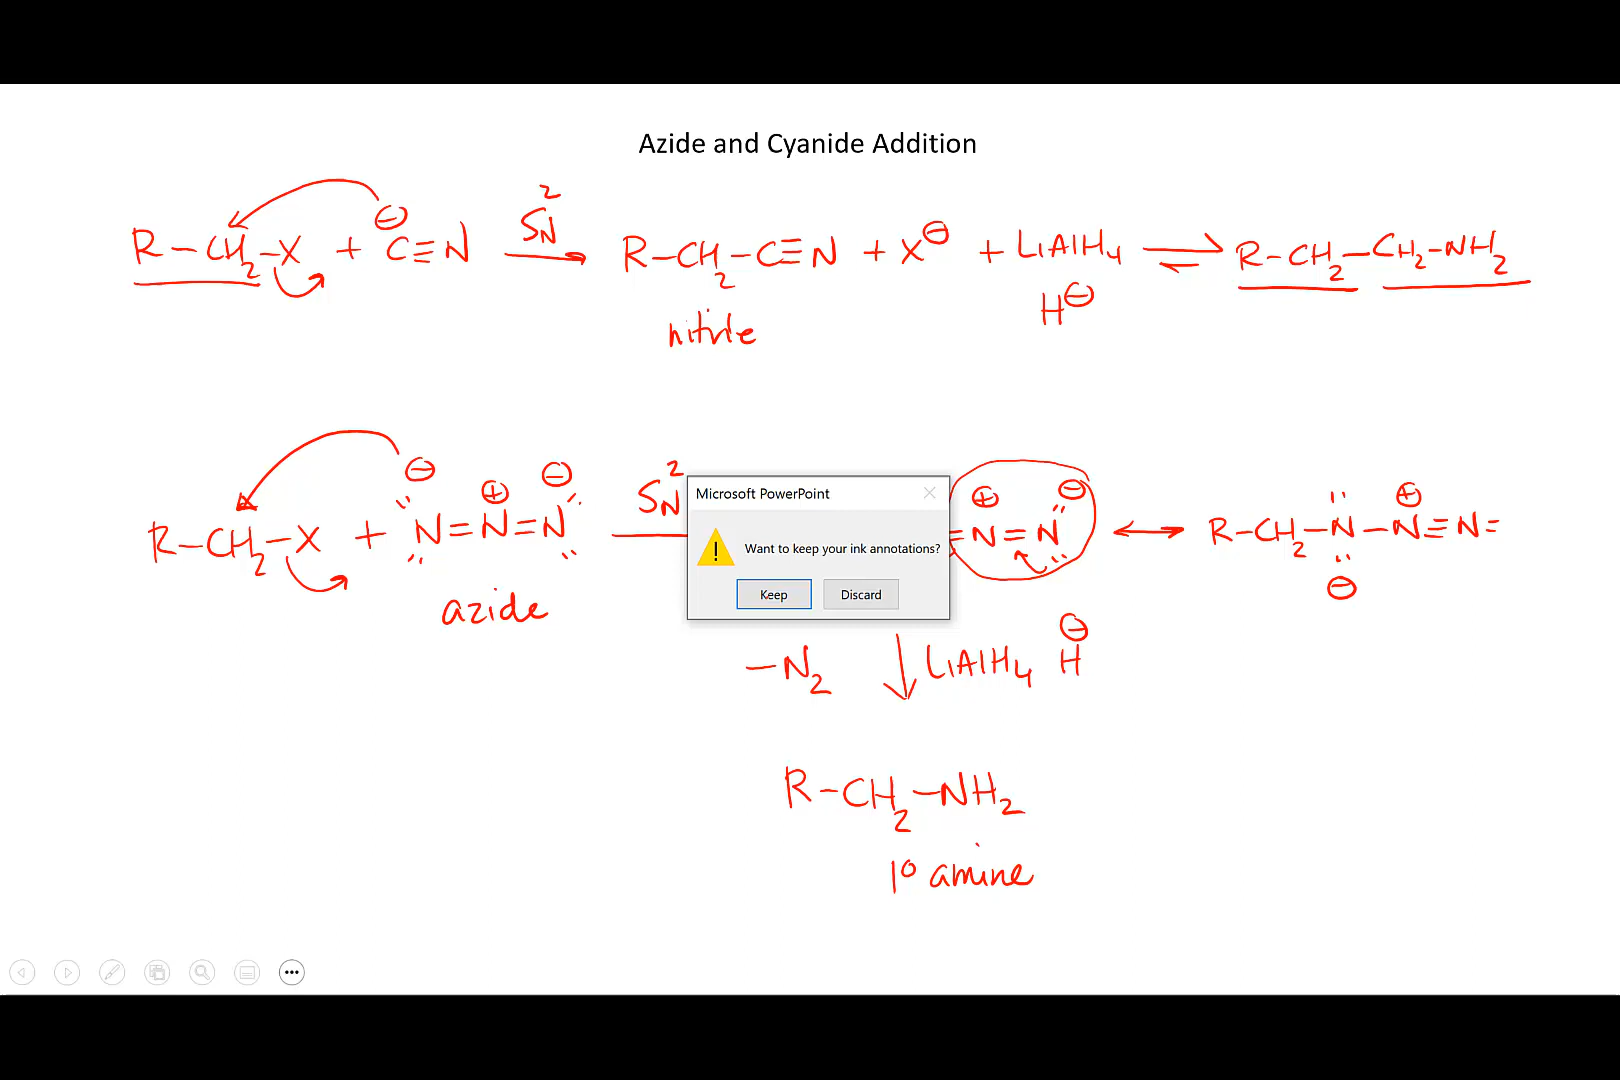 Azide and Cyanide Addition
R-CH2-X + ⊖C≡N SN2 → R-CH2-C≡N + X⊖ + LiAlH4 ⇌ R-CH2-CH2-NH2
H⊖
nitrile
R-CH2-X + ⊖N=N⊕=N⊖ SN2 =N⊕=N⊖ ↔ R-CH2-N⊖-N⊕≡N=
azide
Microsoft PowerPoint
Want to keep your ink annotations?
Keep Discard
-N2 ↓ LiAlH4 H⊖
R-CH2-NH2
1° amine